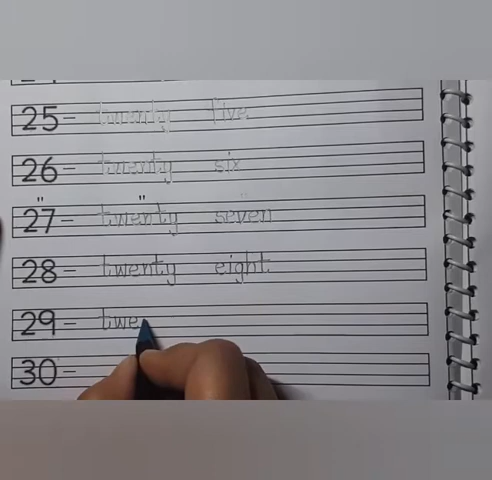 25- twenty five
26- twenty six
27- twenty seven
28- twenty eight
29- twe
30-